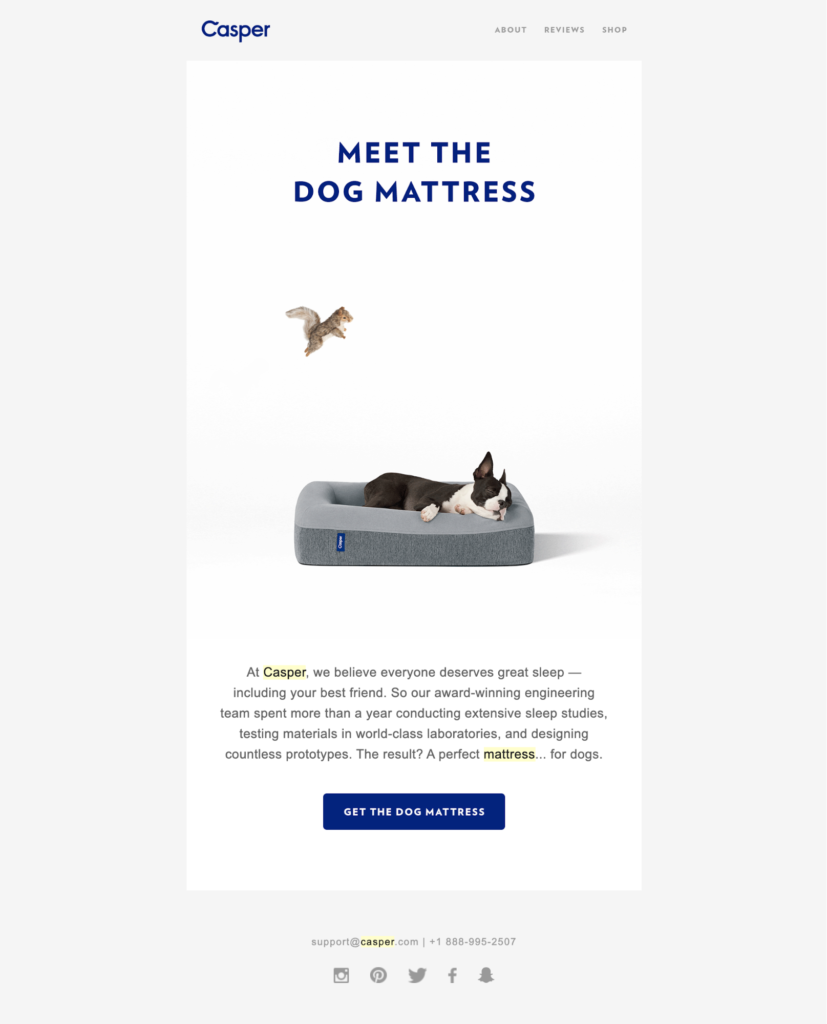 Casper
ABOUT REVIEWS SHOP
MEET THE
DOG MATTRESS
Casper
At Casper, we believe everyone deserves great sleep —
including your best friend. So our award-winning engineering
team spent more than a year conducting extensive sleep studies,
testing materials in world-class laboratories, and designing
countless prototypes. The result? A perfect mattress... for dogs.
GET THE DOG MATTRESS
support@casper.com | +1 888-995-2507